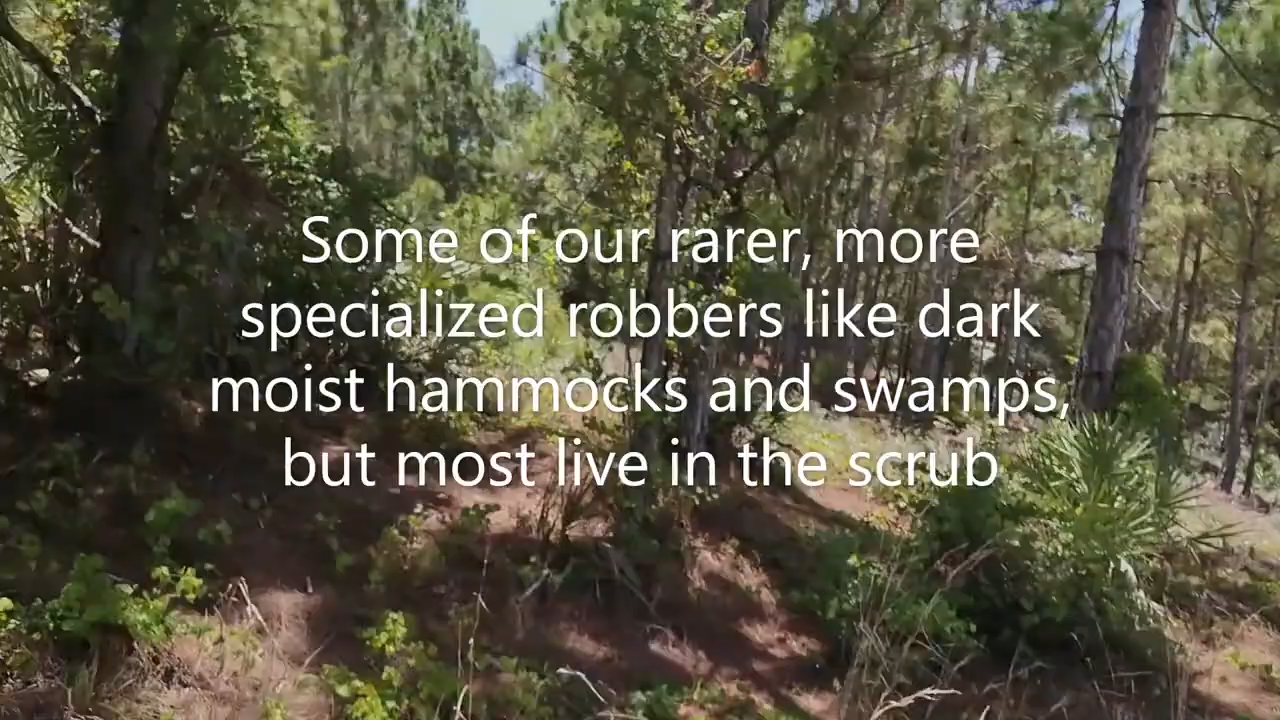 Some of our rarer, more
specialized robbers like dark
moist hammocks and swamps,
but most live in the scrub